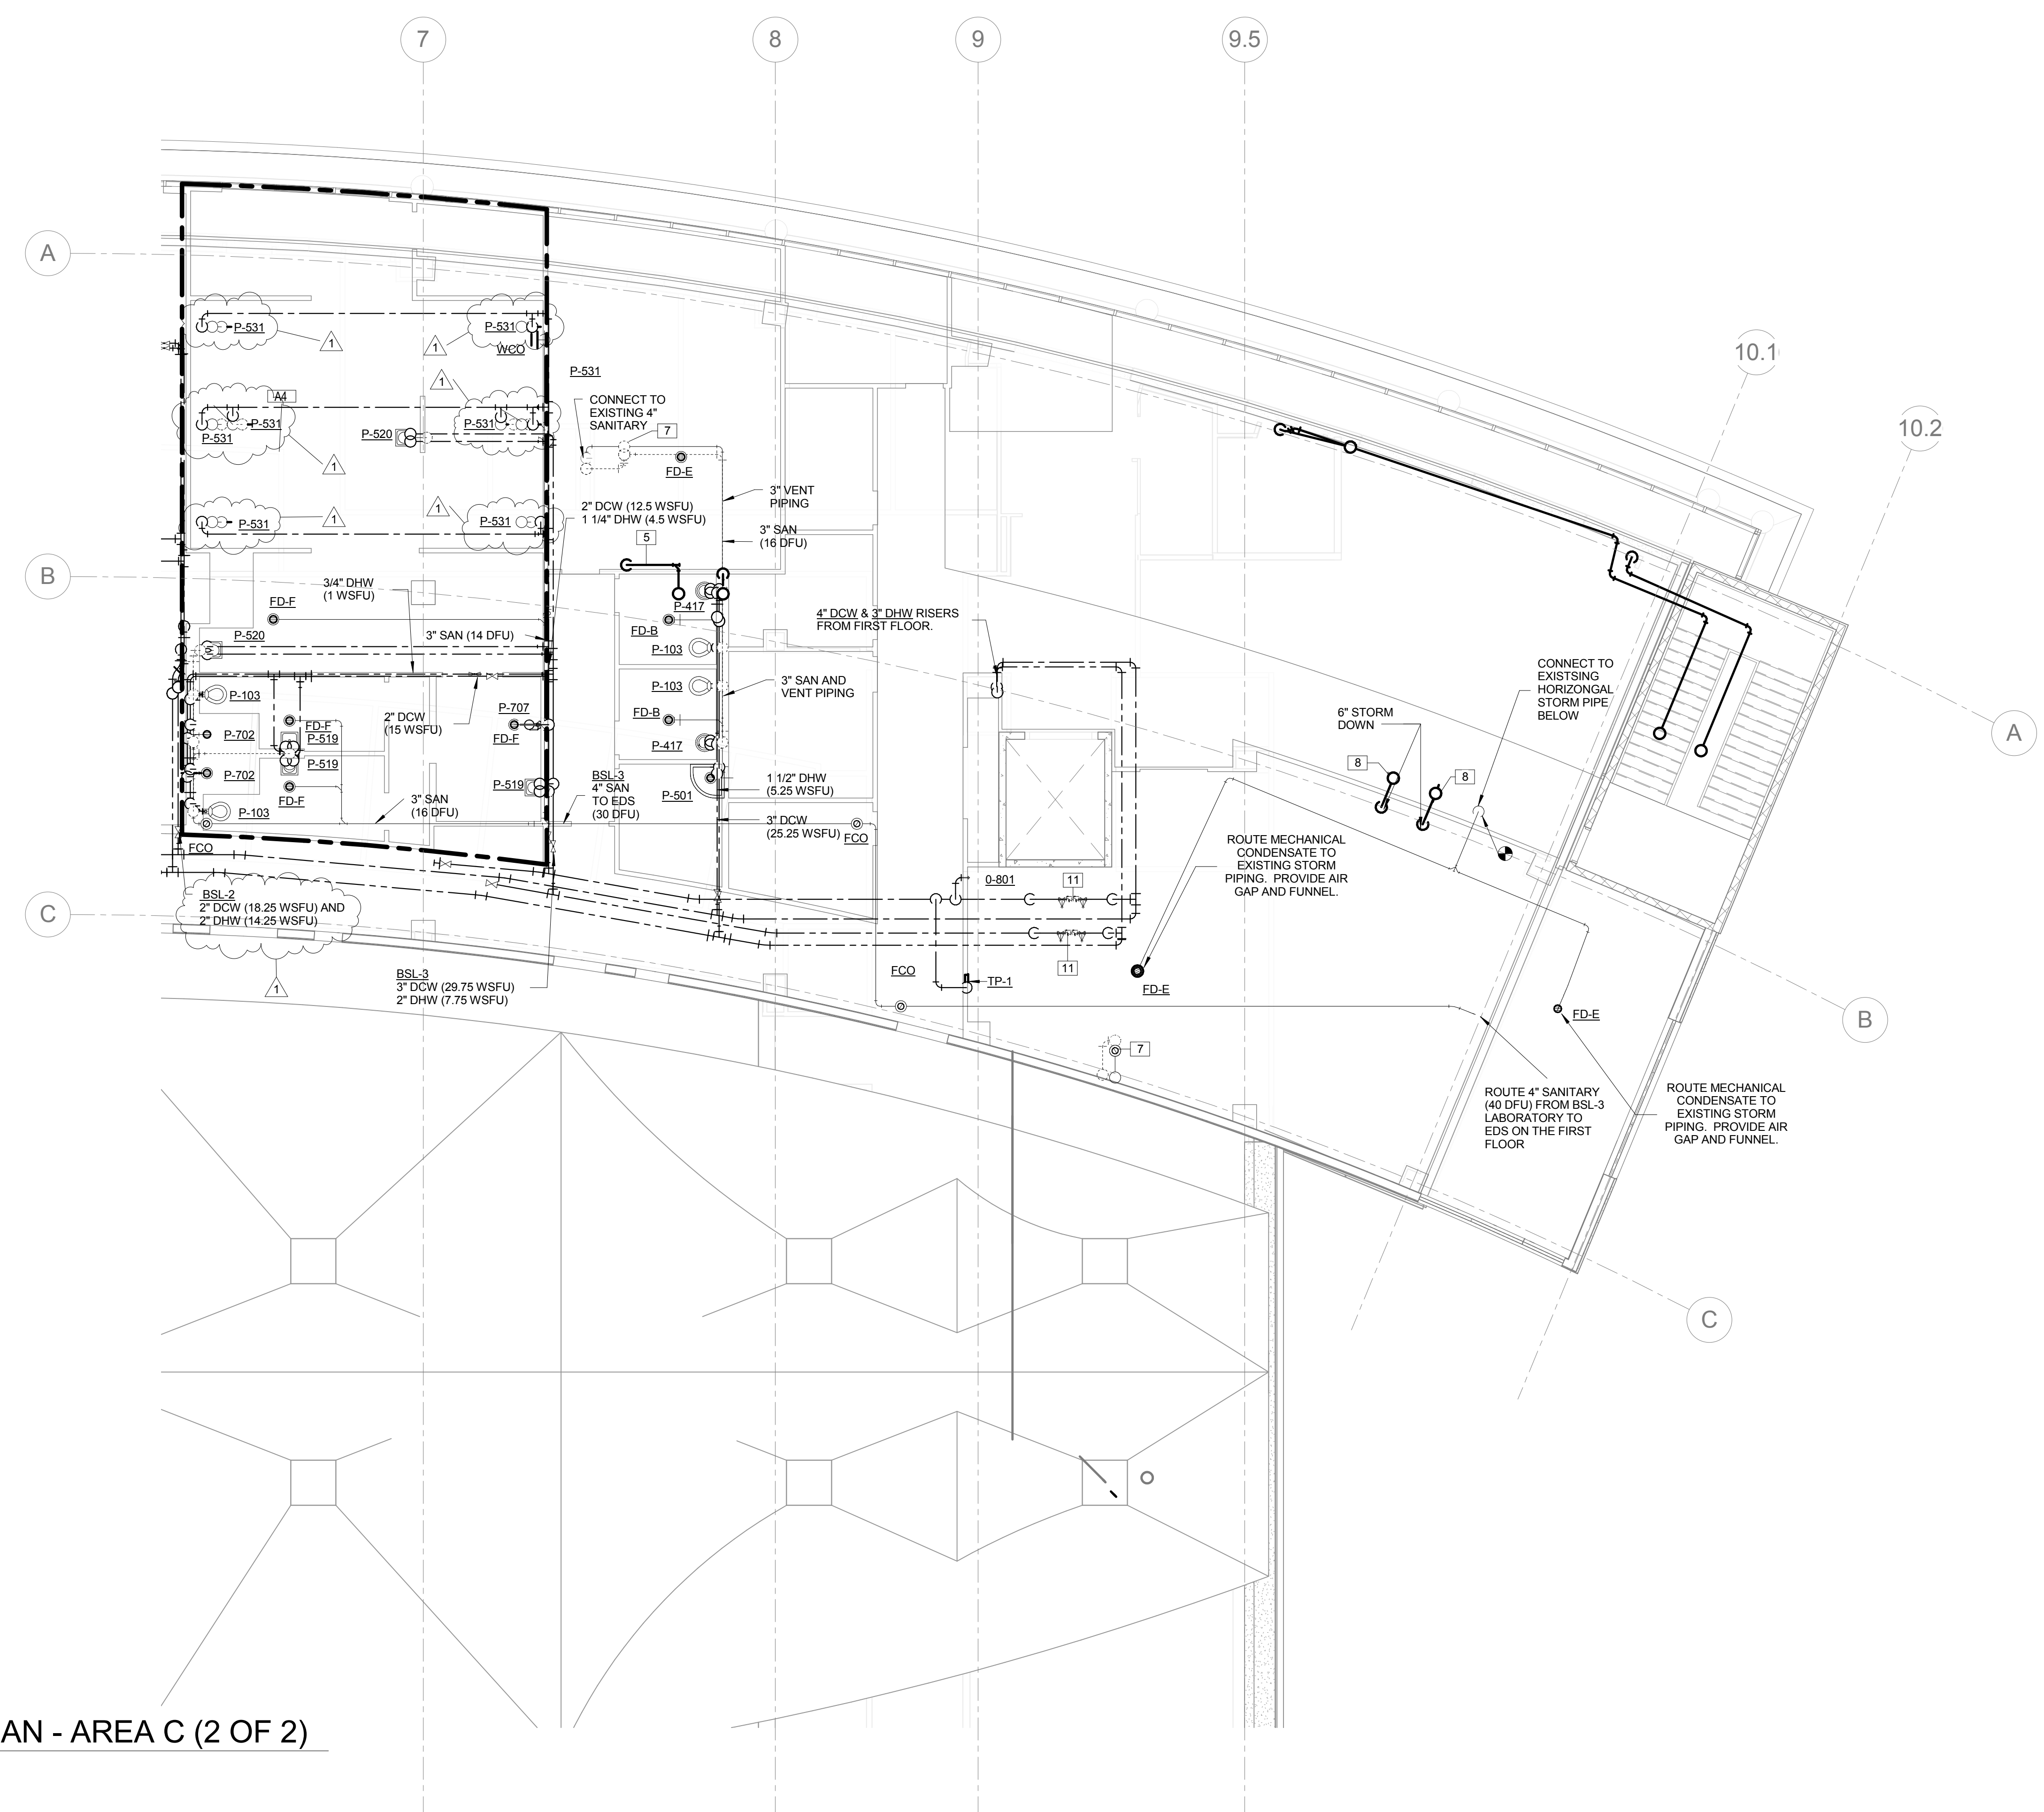 7
8
9
9.5
10.1
10.2
A
P-531
1
1
P-531
WCO
P-531
1
A4
P-531
P-531
P-531
P-520
1
CONNECT TO
EXISTING 4"
SANITARY
7
FD-E
3" VENT
PIPING
2" DCW (12.5 WSFU)
1 1/4" DHW (4.5 WSFU)
P-531
1
1
P-531
3" SAN
(16 DFU)
5
B
3/4" DHW
(1 WSFU)
FD-F
P-417
4" DCW & 3" DHW RISERS
FROM FIRST FLOOR.
P-520
3" SAN (14 DFU)
FD-B
P-103
P-103
P-103
3" SAN AND
VENT PIPING
CONNECT TO
EXISTSING
HORIZONGAL
STORM PIPE
BELOW
P-707
FD-F
2" DCW
(15 WSFU)
FD-B
6" STORM
DOWN
A
P-702
FD-F
P-519
P-417
P-519
P-702
8
8
FD-F
P-519
BSL-3
4" SAN
TO EDS
(30 DFU)
P-501
1 1/2" DHW
(5.25 WSFU)
P-103
3" SAN
(16 DFU)
3" DCW
(25.25 WSFU)
FCO
FCO
ROUTE MECHANICAL
CONDENSATE TO
EXISTING STORM
PIPING. PROVIDE AIR
GAP AND FUNNEL.
0-801
11
BSL-2
2" DCW (18.25 WSFU) AND
2" DHW (14.25 WSFU)
C
11
1
BSL-3
3" DCW (29.75 WSFU)
2" DHW (7.75 WSFU)
FCO
TP-1
FD-E
FD-E
B
7
ROUTE 4" SANITARY
(40 DFU) FROM BSL-3
LABORATORY TO
EDS ON THE FIRST
FLOOR
ROUTE MECHANICAL
CONDENSATE TO
EXISTING STORM
PIPING. PROVIDE AIR
GAP AND FUNNEL.
C
AN - AREA C (2 OF 2)